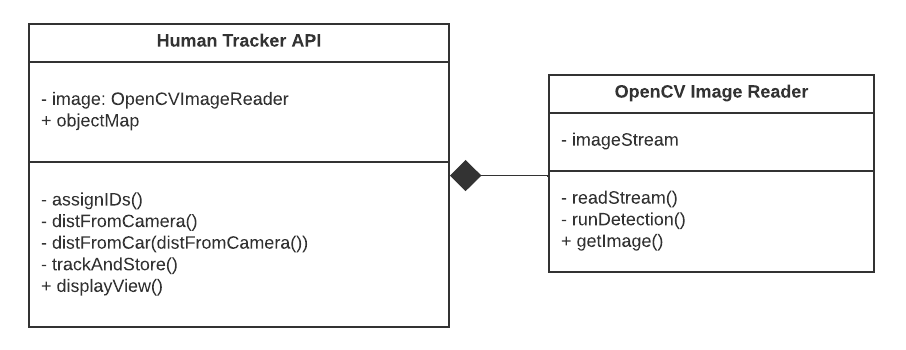 Human Tracker API
- image: OpenCVImageReader
+ objectMap
- assignIDs()
- distFromCamera()
- distFromCar(distFromCamera())
- trackAndStore()
+ displayView()
OpenCV Image Reader
- imageStream
- readStream()
- runDetection()
+ getImage()